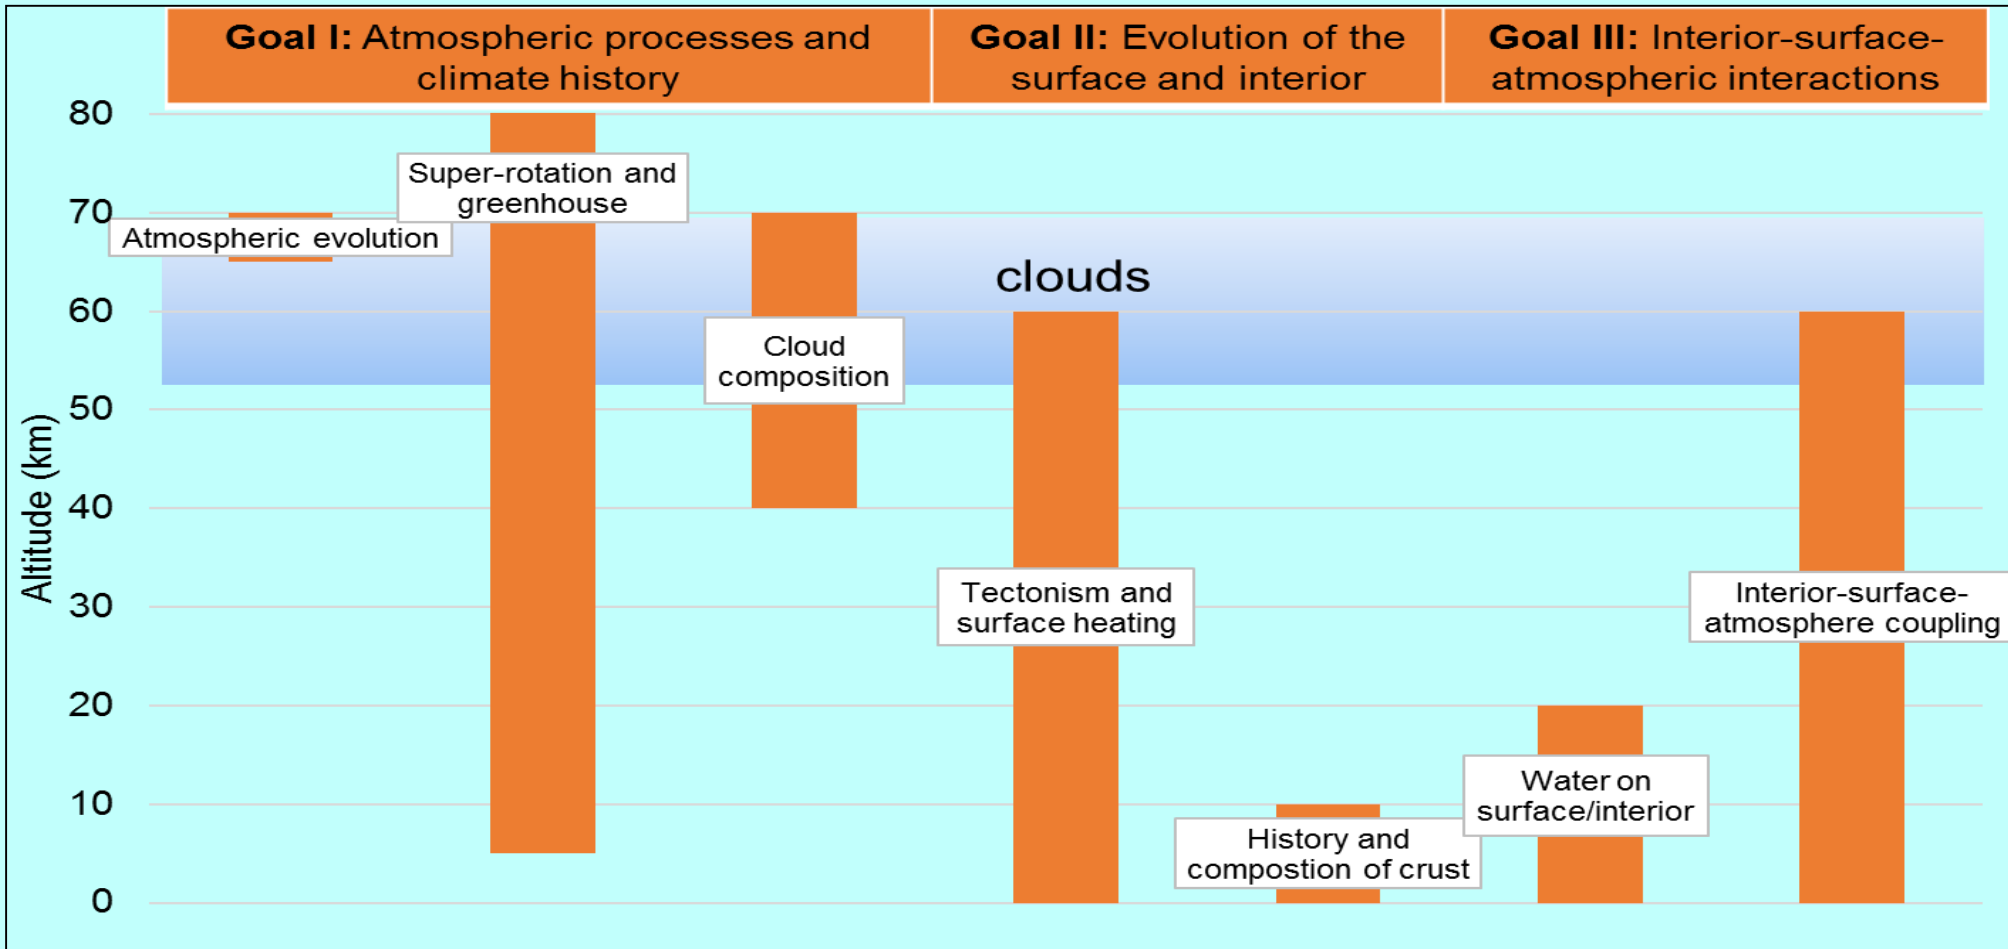 Goal I: Atmospheric processes and
climate history
Goal II: Evolution of the
surface and interior
Goal III: Interior-surface-
atmospheric interactions
Altitude (km)
80
70
60
50
40
30
20
10
0
Atmospheric evolution
Super-rotation and
greenhouse
Cloud
composition
clouds
Tectonism and
surface heating
History and
compostion of crust
Water on
surface/interior
Interior-surface-
atmosphere coupling